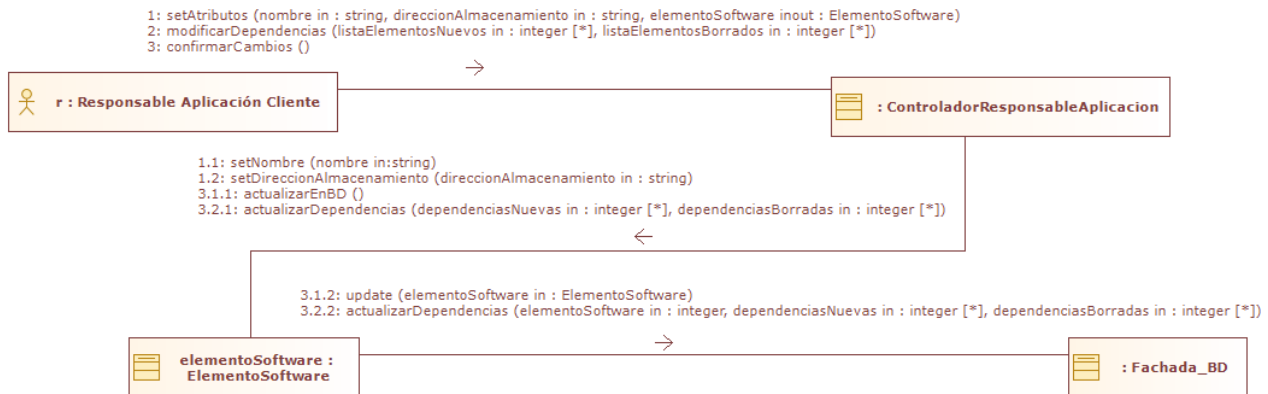 1: setAtributos (nombre in : string, direccionAlmacenamiento in : string, elementoSoftware inout : ElementoSoftware)
2: modificarDependencias (listaElementosNuevos in : integer [*], listaElementosBorrados in : integer [*])
3: confirmarCambios ()
r : Responsable Aplicación Cliente
: ControladorResponsableAplicacion
1.1: setNombre (nombre in:string)
1.2: setDireccionAlmacenamiento (direccionAlmacenamiento in : string)
3.1.1: actualizarEnBD ()
3.2.1: actualizarDependencias (dependenciasNuevas in : integer [*], dependenciasBorradas in : integer [*])
3.1.2: update (elementoSoftware in : ElementoSoftware)
3.2.2: actualizarDependencias (elementoSoftware in : integer, dependenciasNuevas in : integer [*], dependenciasBorradas in : integer [*])
elementoSoftware :
ElementoSoftware
: Fachada_BD